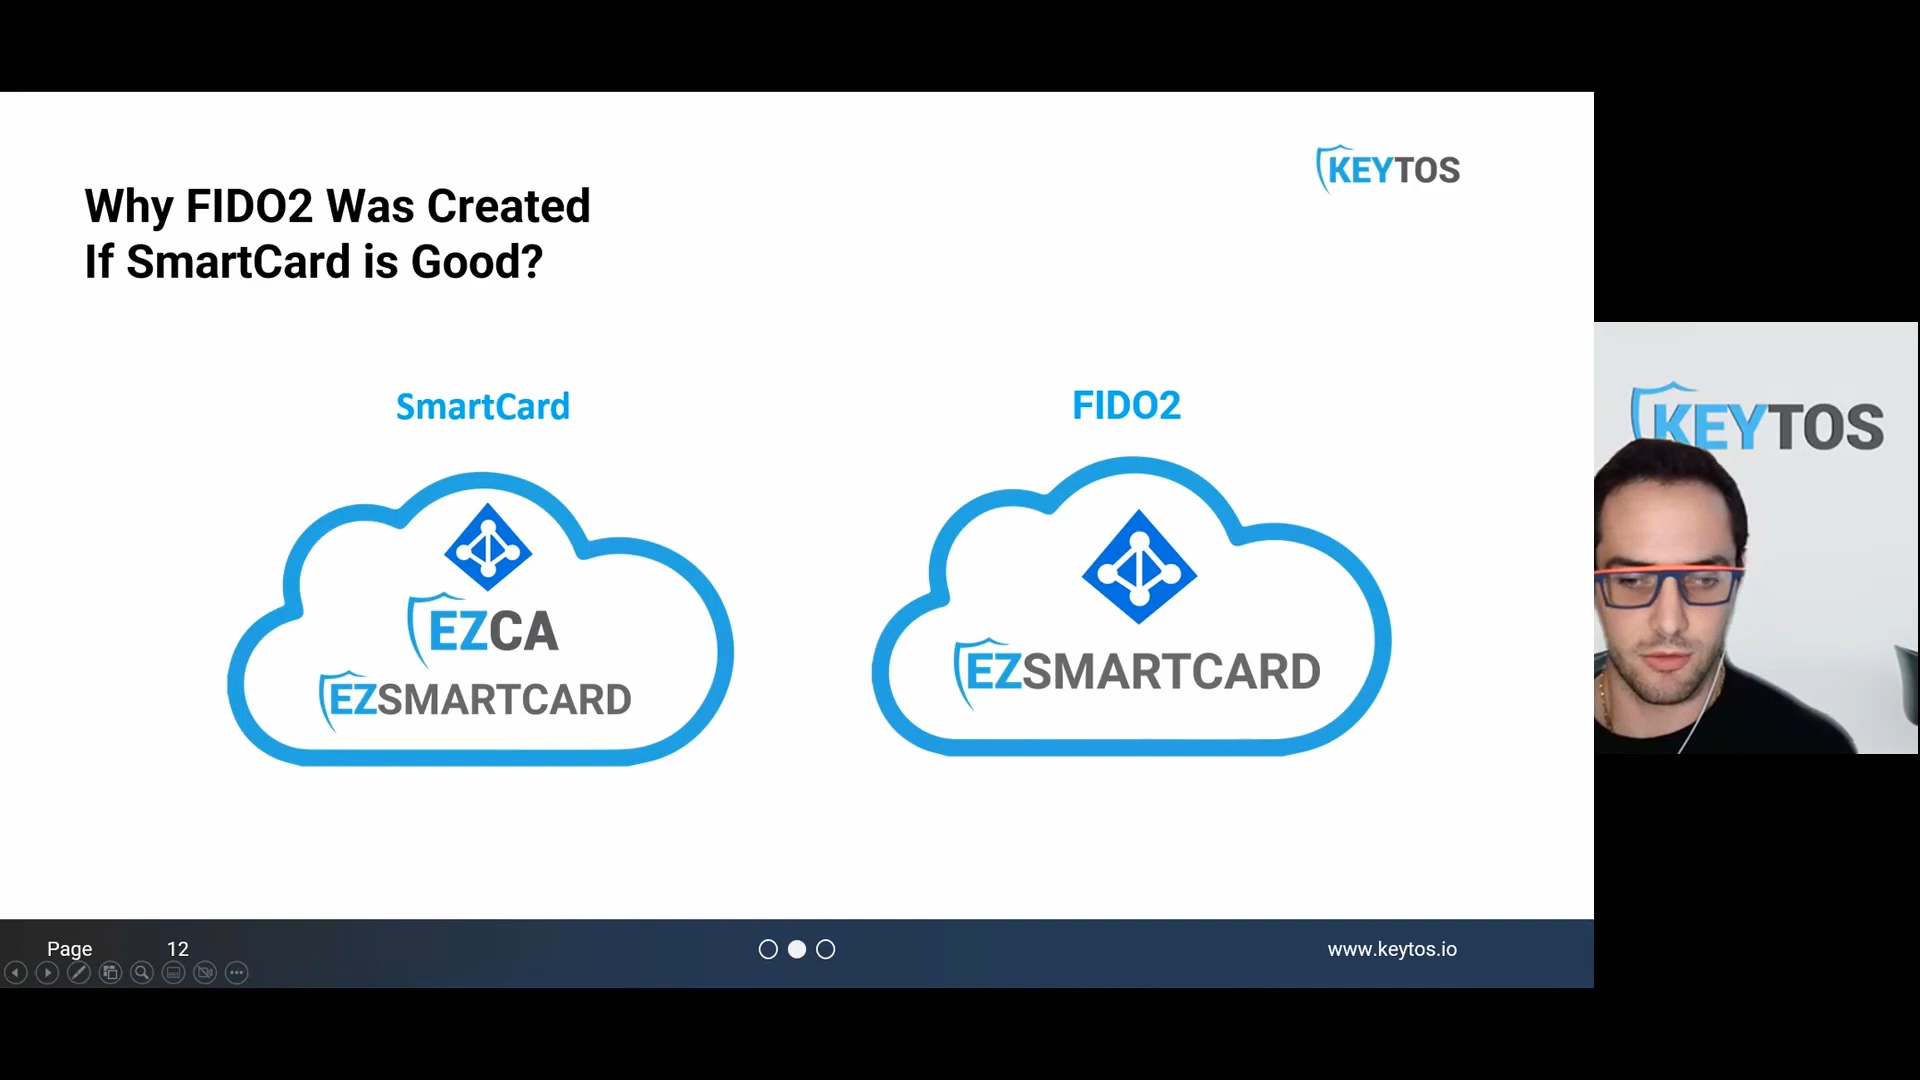 KEYTOS
Why FIDO2 Was Created
If SmartCard is Good?
SmartCard
FIDO2
EZCA
EZSMARTCARD
EZSMARTCARD
KEYTOS
Page 12
www.keytos.io